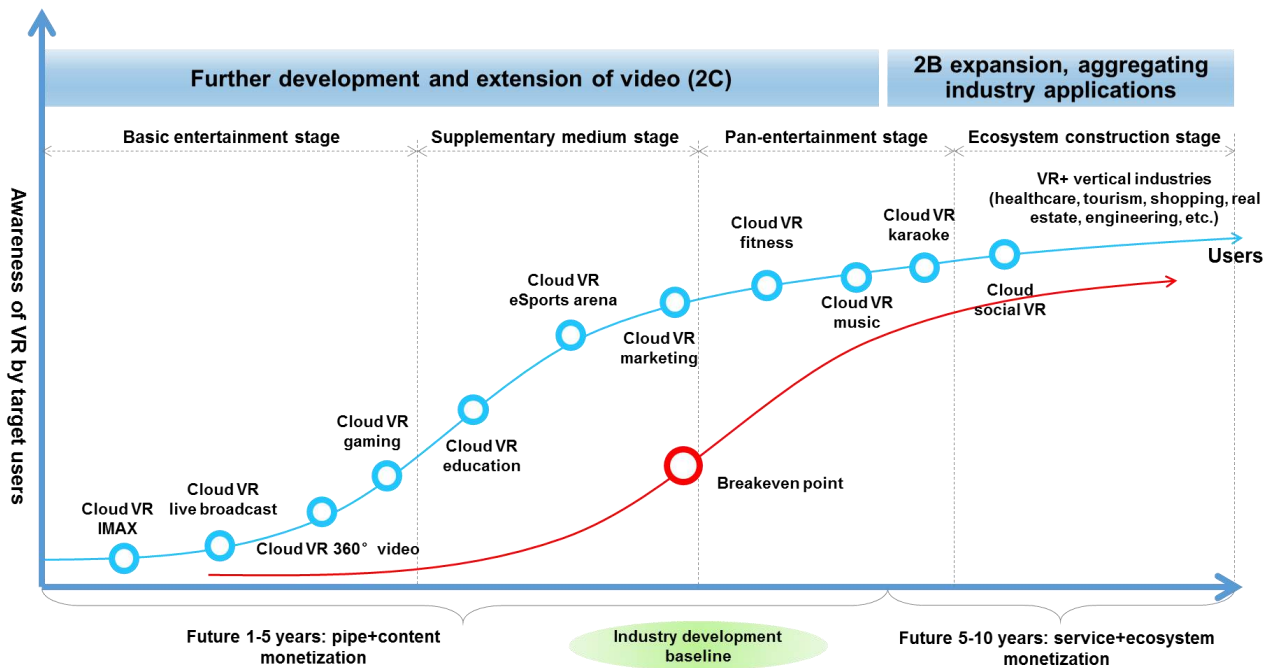 Further development and extension of video (2C)
2B expansion, aggregating
industry applications
Basic entertainment stage
Supplementary medium stage
Pan-entertainment stage
Ecosystem construction stage
Awareness of VR by target users
VR+ vertical industries
(healthcare, tourism, shopping, real
estate, engineering, etc.)
Cloud VR
IMAX
Cloud VR
live broadcast
Cloud VR 360° video
Cloud VR
gaming
Cloud VR
education
Cloud VR
eSports arena
Cloud VR
marketing
Cloud VR
fitness
Cloud VR
music
Cloud VR
karaoke
Cloud
social VR
Users
Breakeven point
Future 1-5 years: pipe+content
monetization
Industry development
baseline
Future 5-10 years: service+ecosystem
monetization